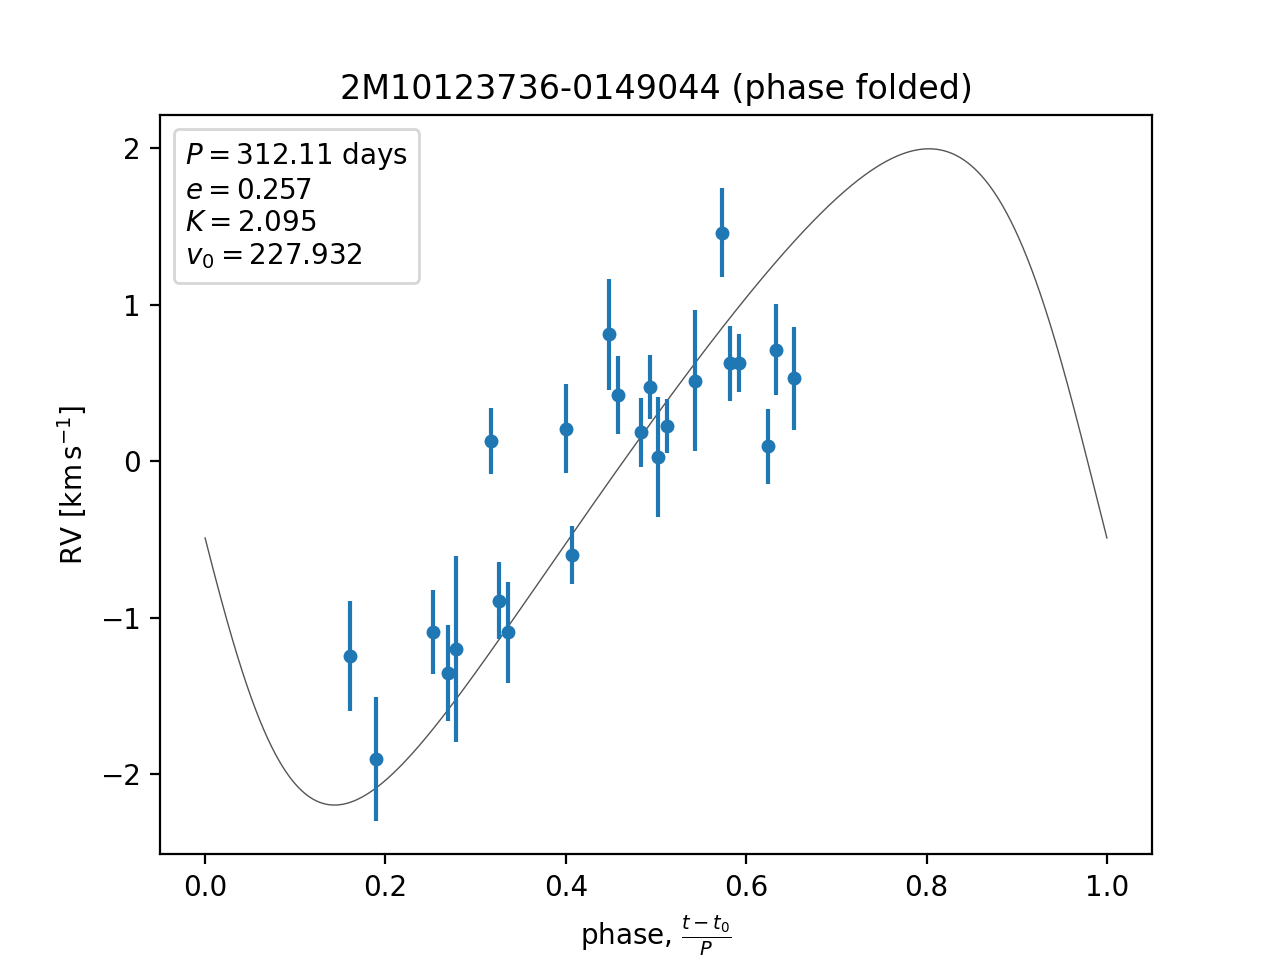 2M10123736-0149044 (phase folded)
P = 312.11 days
e = 0.257
K = 2.095
v₀ = 227.932
2
1
0
−1
−2
RV [km s⁻¹]
0.0 0.2 0.4 0.6 0.8 1.0
phase, (t − t₀)/P